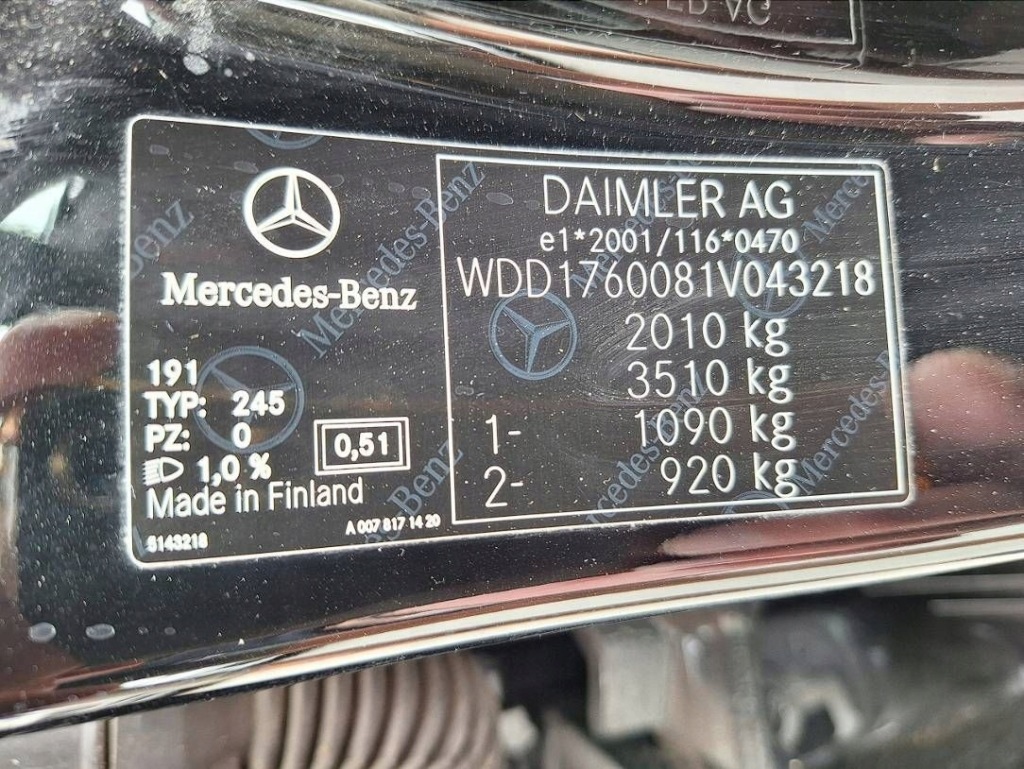 Mercedes-Benz
191
TYP: 245
PZ: 0
1,0 %
0,51
Made in Finland
5143218
A 007 817 14 20
DAIMLER AG
e1*2001/116*0470
WDD1760081V043218
2010 kg
3510 kg
1- 1090 kg
2- 920 kg